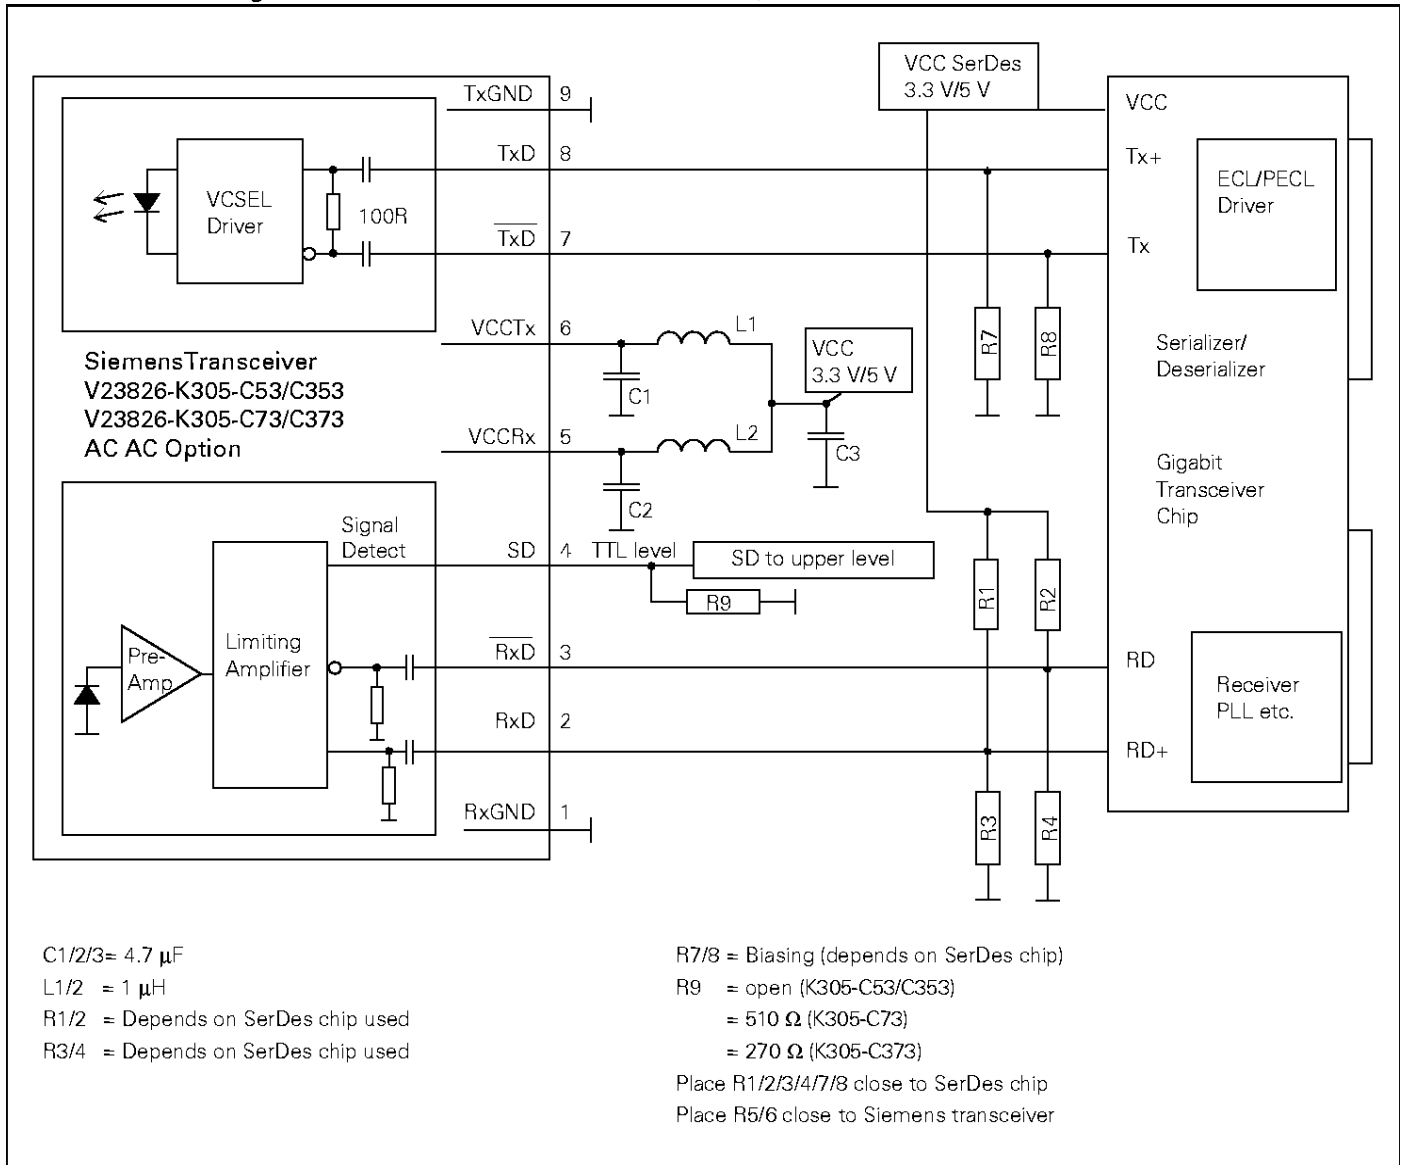 VCC SerDes
3.3 V/5 V
TxGND 9
VCC
TxD 8
Tx+
ECL/PECL
Driver
VCSEL
Driver
100R
TxD 7
Tx
VCCTx 6
L1
VCC
3.3 V/5 V
R7
R8
Serializer/
Deserializer
SiemensTransceiver
V23826-K305-C53/C353
V23826-K305-C73/C373
AC AC Option
C1
VCCRx 5
L2
C3
Gigabit
Transceiver
Chip
C2
Signal
Detect
SD 4 TTL level
SD to upper level
R9
R1
R2
Pre-
Amp
Limiting
Amplifier
RxD 3
RD
Receiver
PLL etc.
RxD 2
RD+
RxGND 1
R3
R4
C1/2/3= 4.7 µF
L1/2 = 1 µH
R1/2 = Depends on SerDes chip used
R3/4 = Depends on SerDes chip used
R7/8 = Biasing (depends on SerDes chip)
R9 = open (K305-C53/C353)
= 510 Ω (K305-C73)
= 270 Ω (K305-C373)
Place R1/2/3/4/7/8 close to SerDes chip
Place R5/6 close to Siemens transceiver